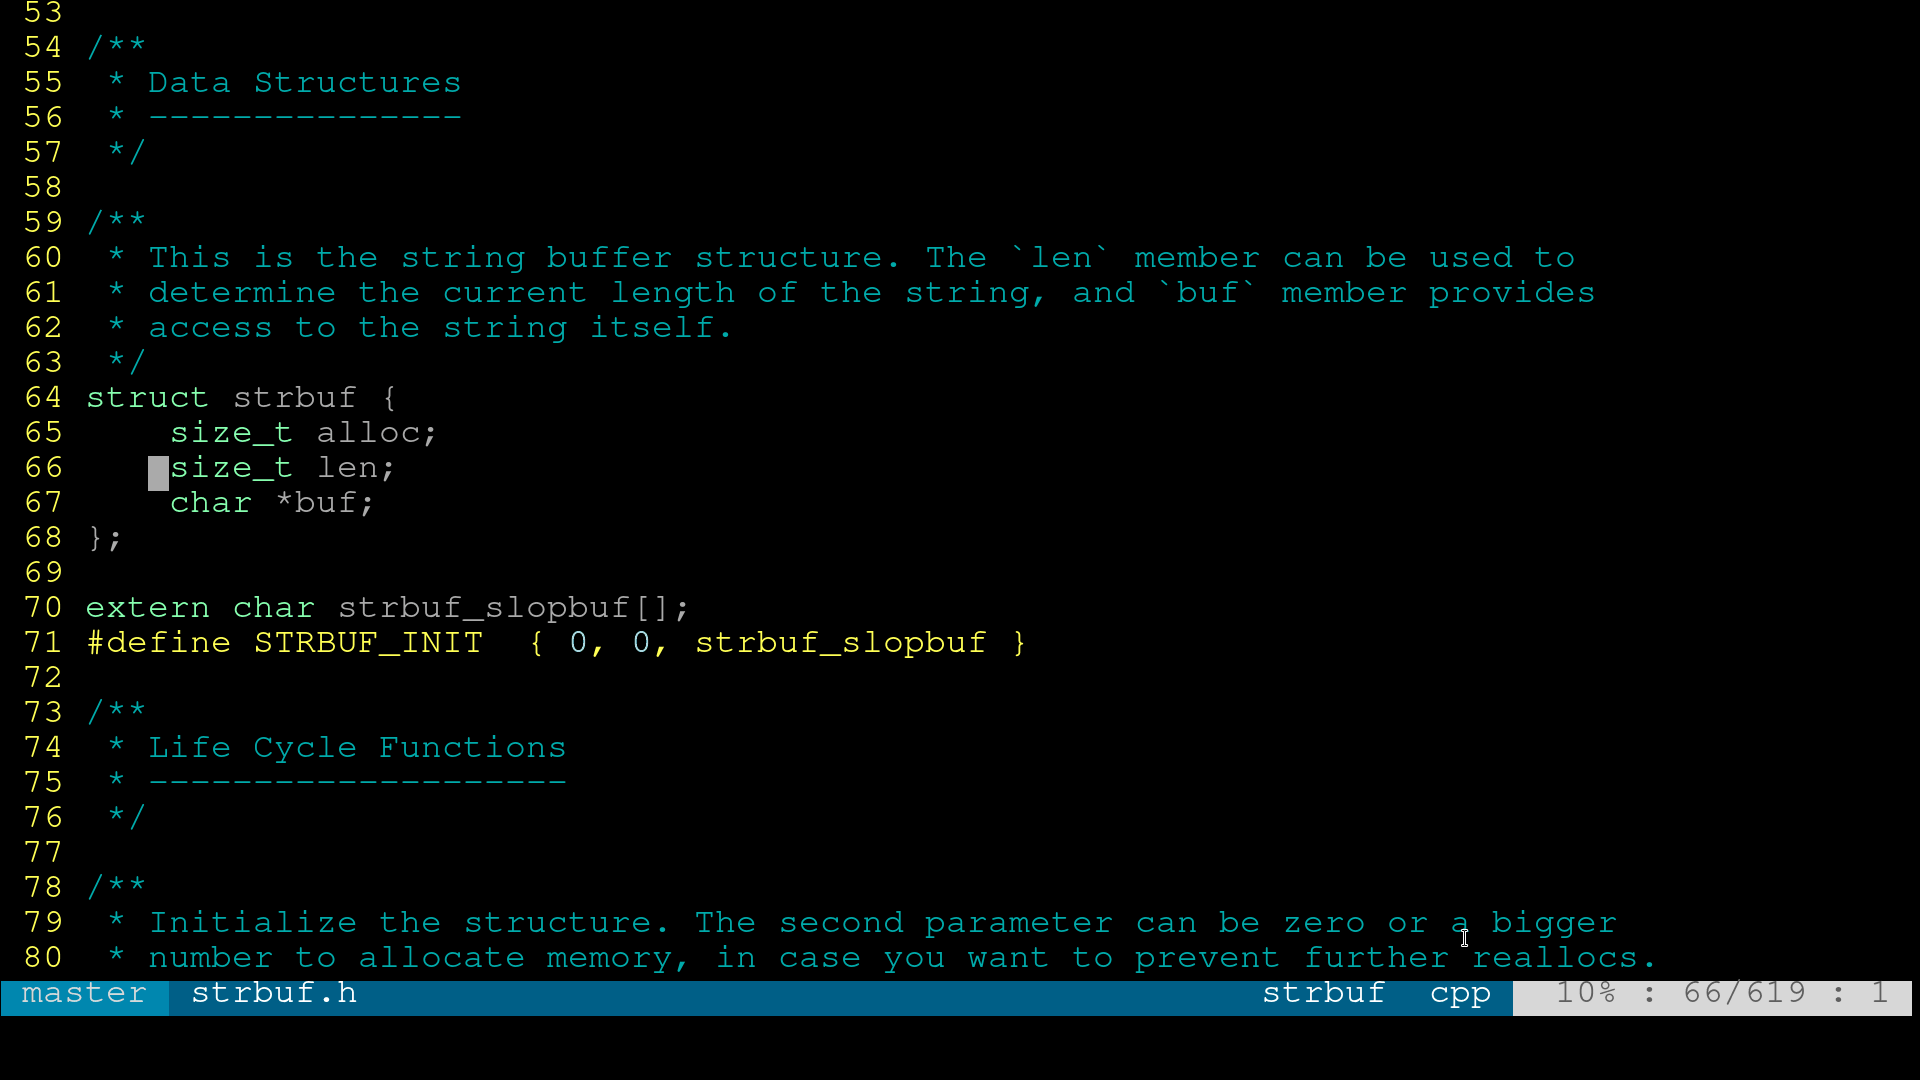 53
54 /**
55  * Data Structures
56  * ---------------
57  */
58
59 /**
60  * This is the string buffer structure. The `len` member can be used to
61  * determine the current length of the string, and `buf` member provides
62  * access to the string itself.
63  */
64 struct strbuf {
65     size_t alloc;
66     size_t len;
67     char *buf;
68 };
69
70 extern char strbuf_slopbuf[];
71 #define STRBUF_INIT  { 0, 0, strbuf_slopbuf }
72
73 /**
74  * Life Cycle Functions
75  * --------------------
76  */
77
78 /**
79  * Initialize the structure. The second parameter can be zero or a bigger
80  * number to allocate memory, in case you want to prevent further reallocs.
master  strbuf.h  strbuf  cpp  10% : 66/619 : 1